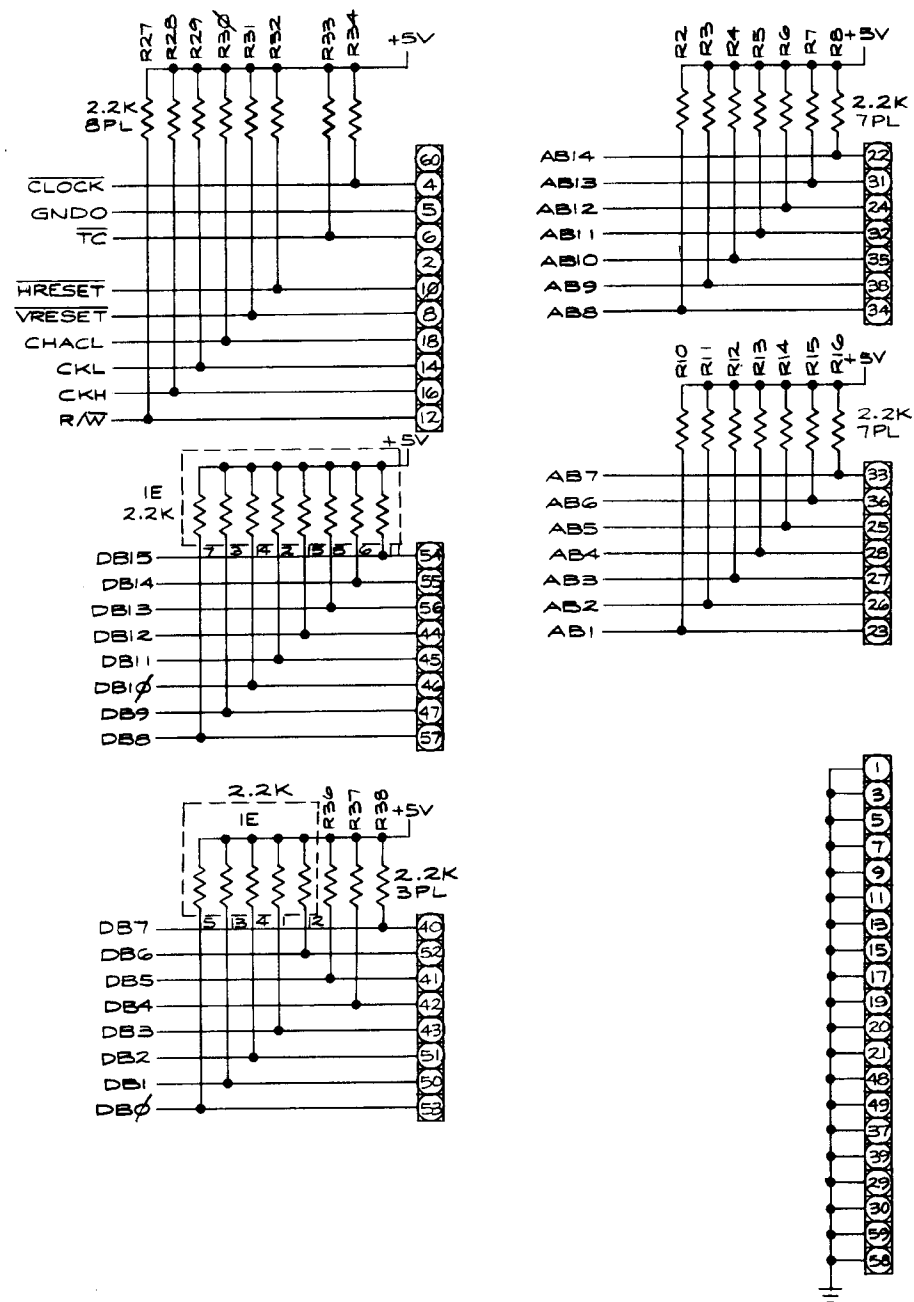 R27 R28 R29 R3Ø R31 R32 R33 R34 +5V
2.2K
8PL
60
CLOCK 4
GNDO 5
TC 6
2
HRESET 10
VRESET 8
CHACL 18
CKL 14
CKH 16
R/W 12
R2 R3 R4 R5 R6 R7 R8 +5V
2.2K
7PL
AB14 22
AB13 31
AB12 24
AB11 32
AB10 35
AB9 38
AB8 34
R10 R11 R12 R13 R14 R15 R16 +5V
2.2K
7PL
AB7 33
AB6 36
AB5 25
AB4 28
AB3 27
AB2 26
AB1 23
+5V
1E
2.2K
7 3 14 2 15 8 6
DB15 54
DB14 55
DB13 56
DB12 44
DB11 45
DB1Ø 46
DB9 47
DB8 57
2.2K
1E
R36 R37 R38 +5V
2.2K
3PL
5 13 4 1 12
DB7 40
DB6 52
DB5 41
DB4 42
DB3 43
DB2 51
DB1 50
DBØ 53
1
3
5
7
9
11
13
15
17
19
20
21
48
49
37
39
29
30
59
58